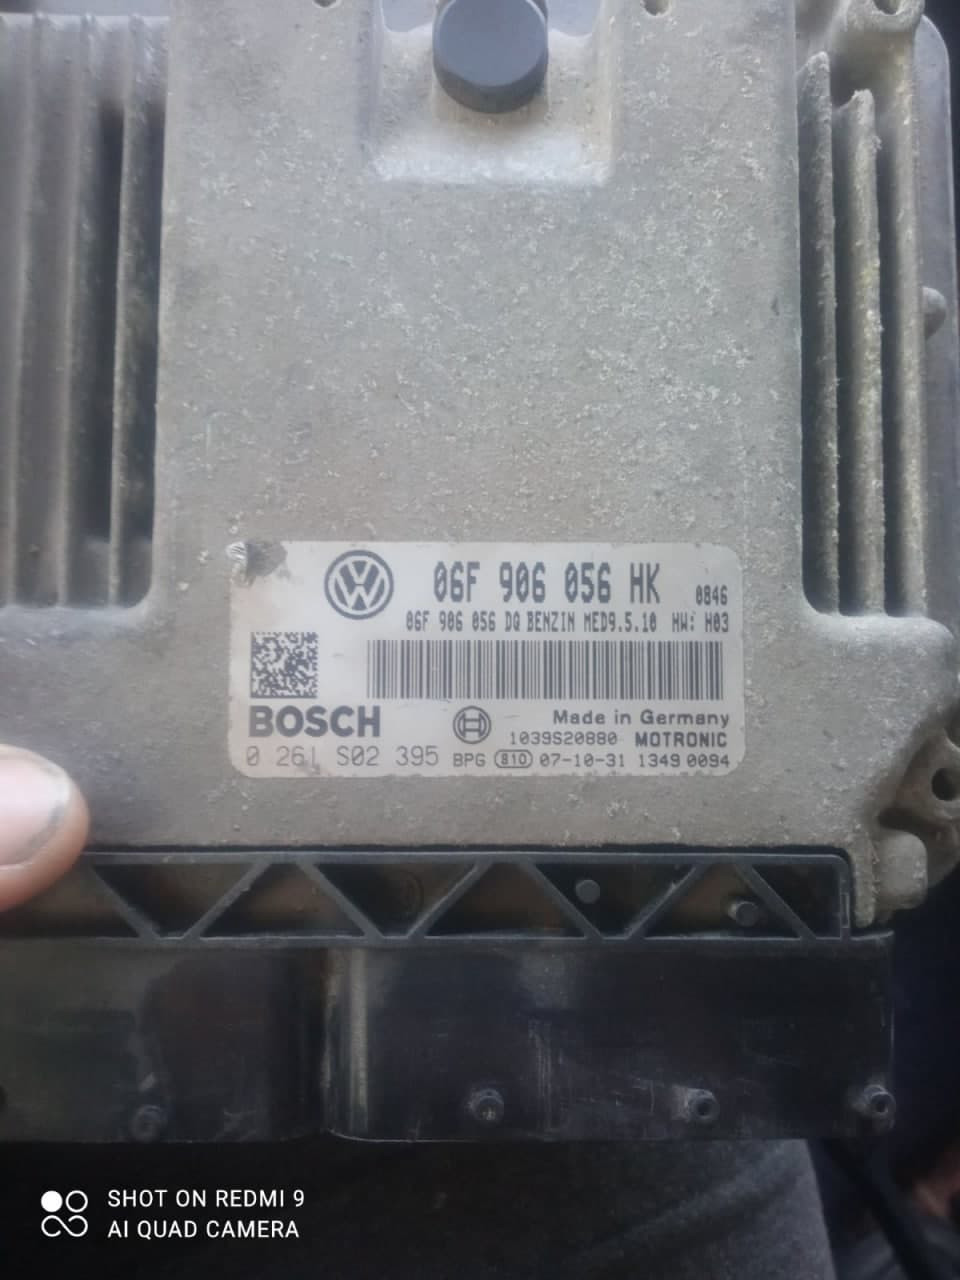 06F 906 056 HK 0846
06F 906 056 DQ BENZIN MED9.5.10 HW: H03
BOSCH
Made in Germany
1039S20880 MOTRONIC
0 261 S02 395 BPG 810 07-10-31 1349 0094
SHOT ON REDMI 9
AI QUAD CAMERA